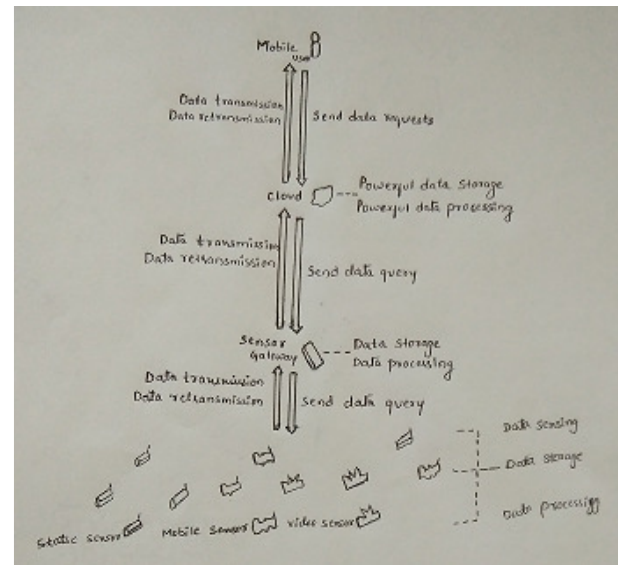 Mobile
user
Data transmission
Data retransmission
Send data requests
Cloud
Powerful data storage
Powerful data processing
Data transmission
Data retransmission
Send data query
Sensor
Gateway
Data Storage
Data processing
Data transmission
Data retransmission
Send data query
Data Sensing
Data Storage
Data processigg
Static sensor
Mobile Sensor
Video sensor